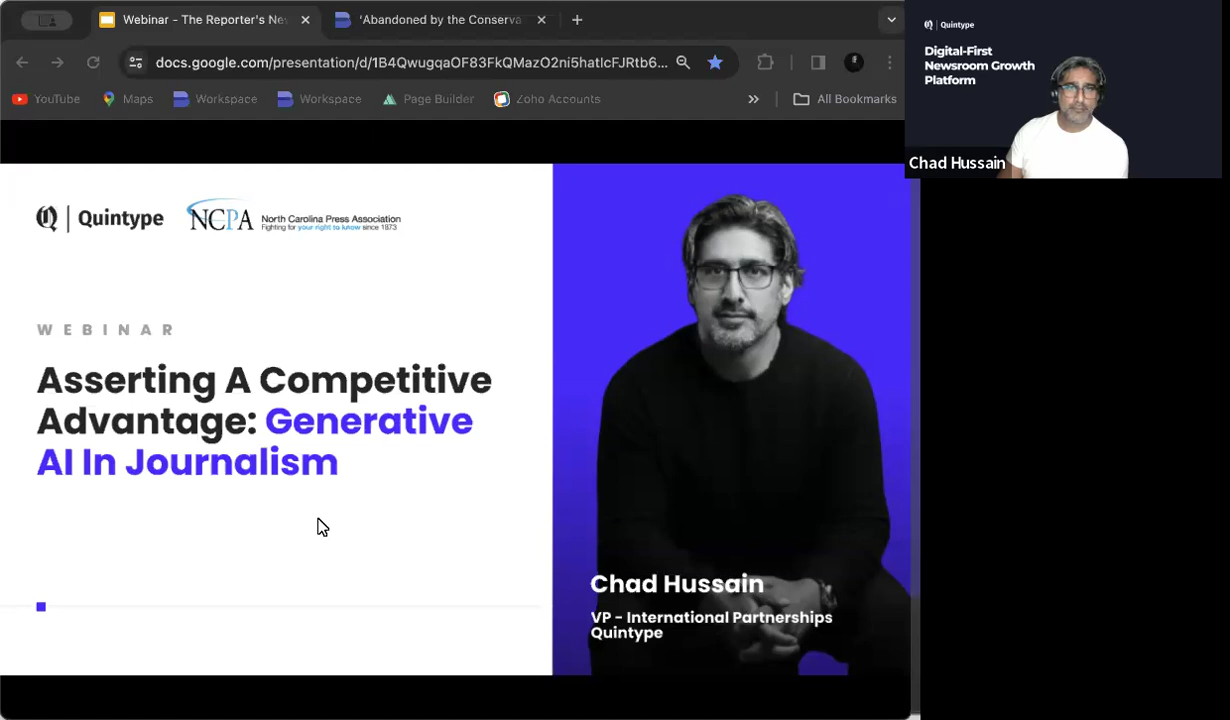 Webinar - The Reporter's Ne
'Abandoned by the Conserva
docs.google.com/presentation/d/1B4QwugqaOF83FkQMazO2ni5hatlcFJRtb6...
YouTube
Maps
Workspace
Workspace
Page Builder
Zoho Accounts
All Bookmarks
Quintype
Digital-First
Newsroom Growth
Platform
Chad Hussain
Quintype
NCPA
North Carolina Press Association
Fighting for your right to know since 1873
WEBINAR
Asserting A Competitive
Advantage: Generative
AI In Journalism
Chad Hussain
VP - International Partnerships
Quintype